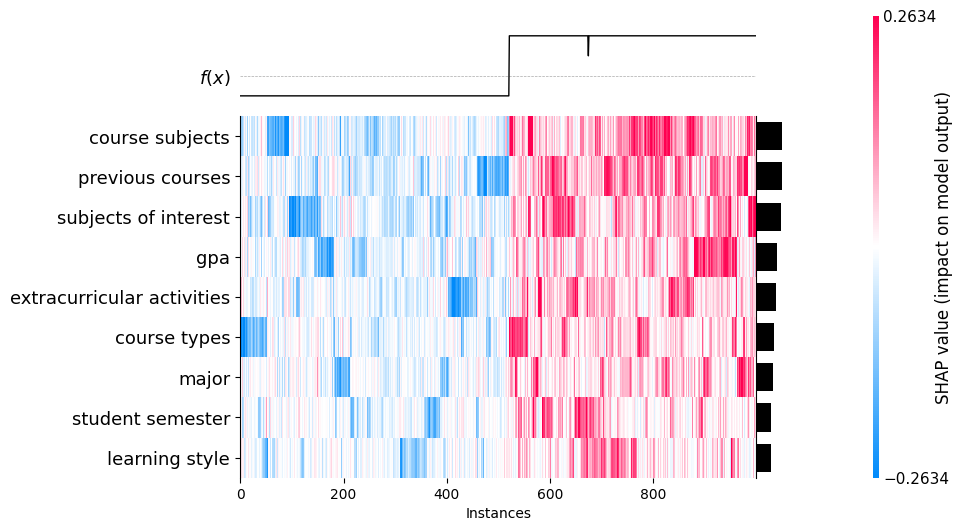 0.2634
f(x)
course subjects
previous courses
subjects of interest
gpa
extracurricular activities
course types
major
student semester
learning style
SHAP value (impact on model output)
−0.2634
0 200 400 600 800
Instances